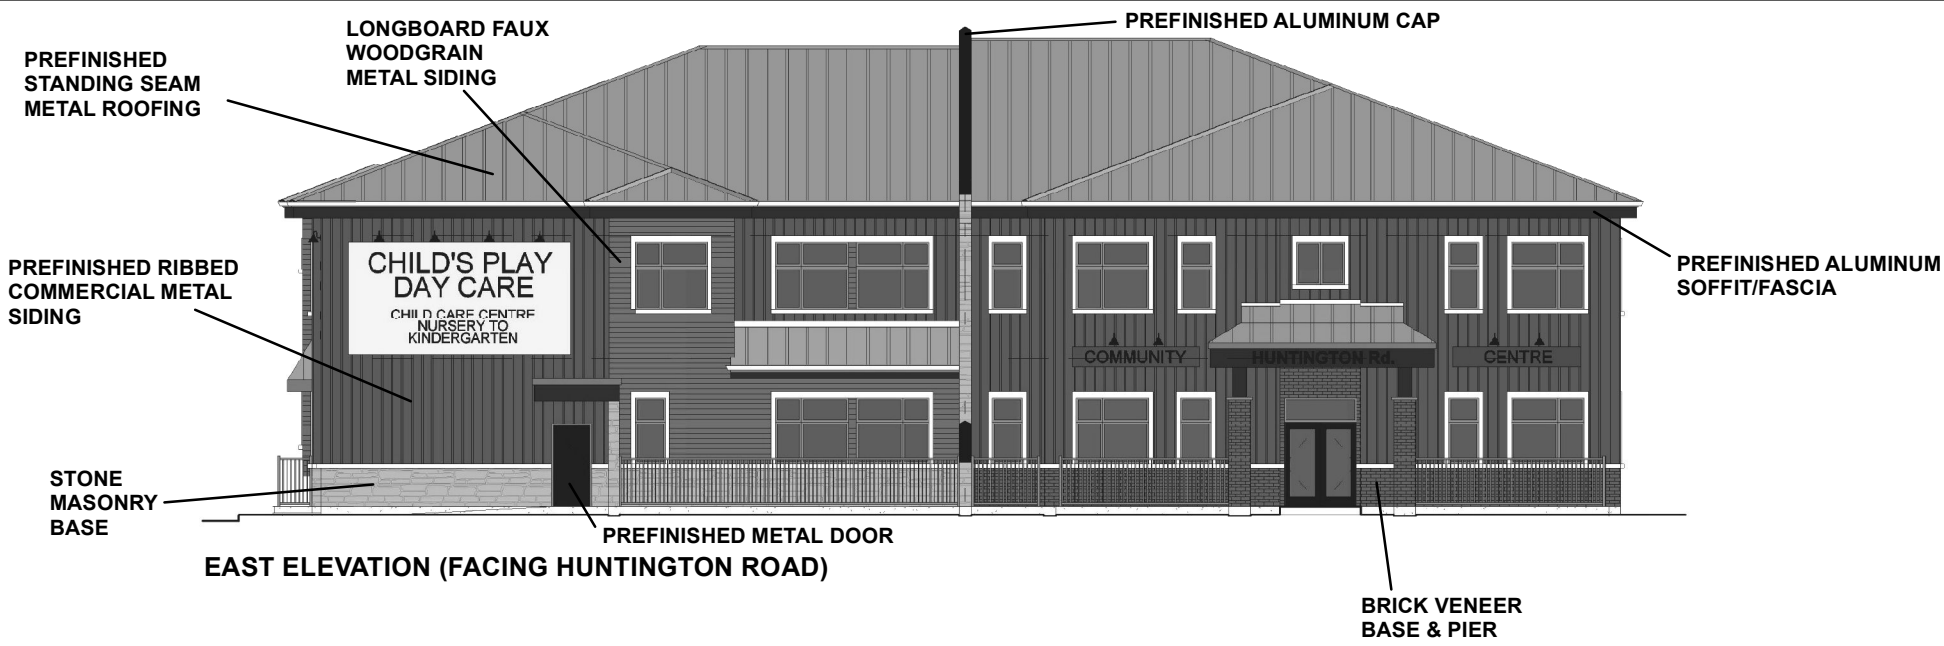 PREFINISHED ALUMINUM CAP
LONGBOARD FAUX
WOODGRAIN
METAL SIDING
PREFINISHED
STANDING SEAM
METAL ROOFING
PREFINISHED RIBBED
COMMERCIAL METAL
SIDING
CHILD'S PLAY
DAY CARE
CHILD CARE CENTRE
NURSERY TO
KINDERGARTEN
PREFINISHED ALUMINUM
SOFFIT/FASCIA
COMMUNITY
HUNTINGTON Rd.
CENTRE
STONE
MASONRY
BASE
PREFINISHED METAL DOOR
EAST ELEVATION (FACING HUNTINGTON ROAD)
BRICK VENEER
BASE & PIER